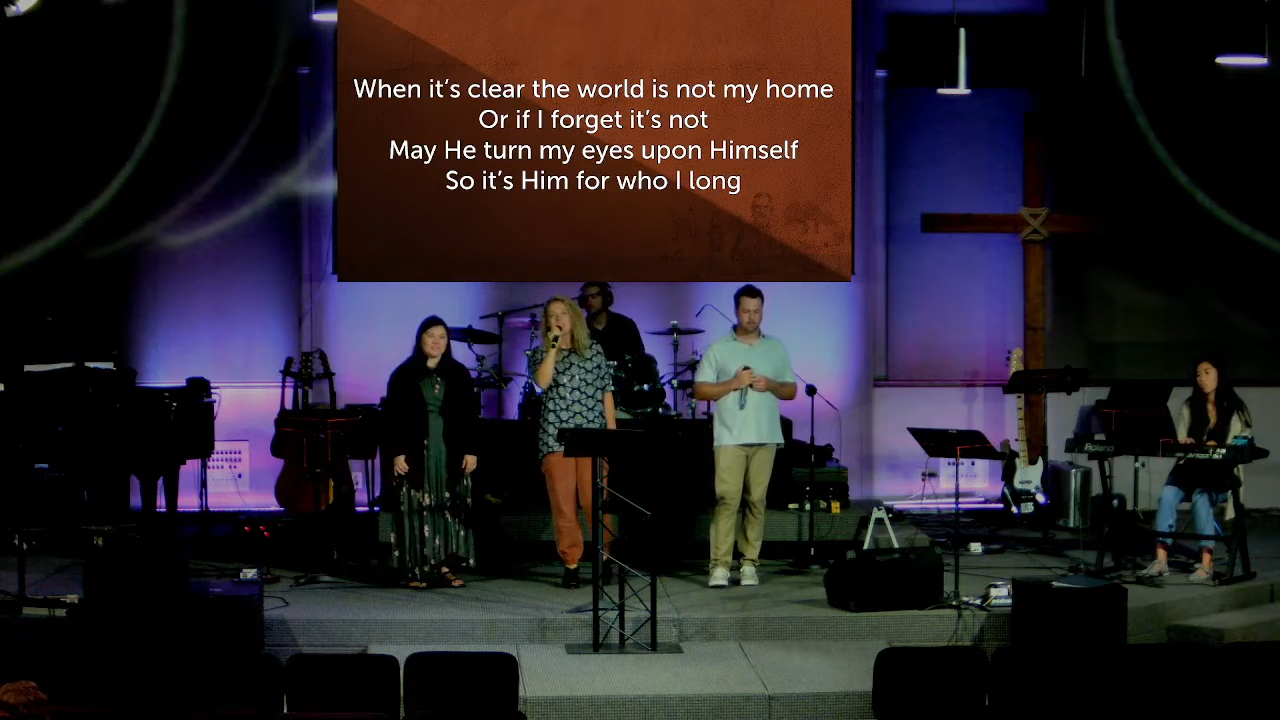 When it's clear the world is not my home
Or if I forget it's not
May He turn my eyes upon Himself
So it's Him for who I long
Roland